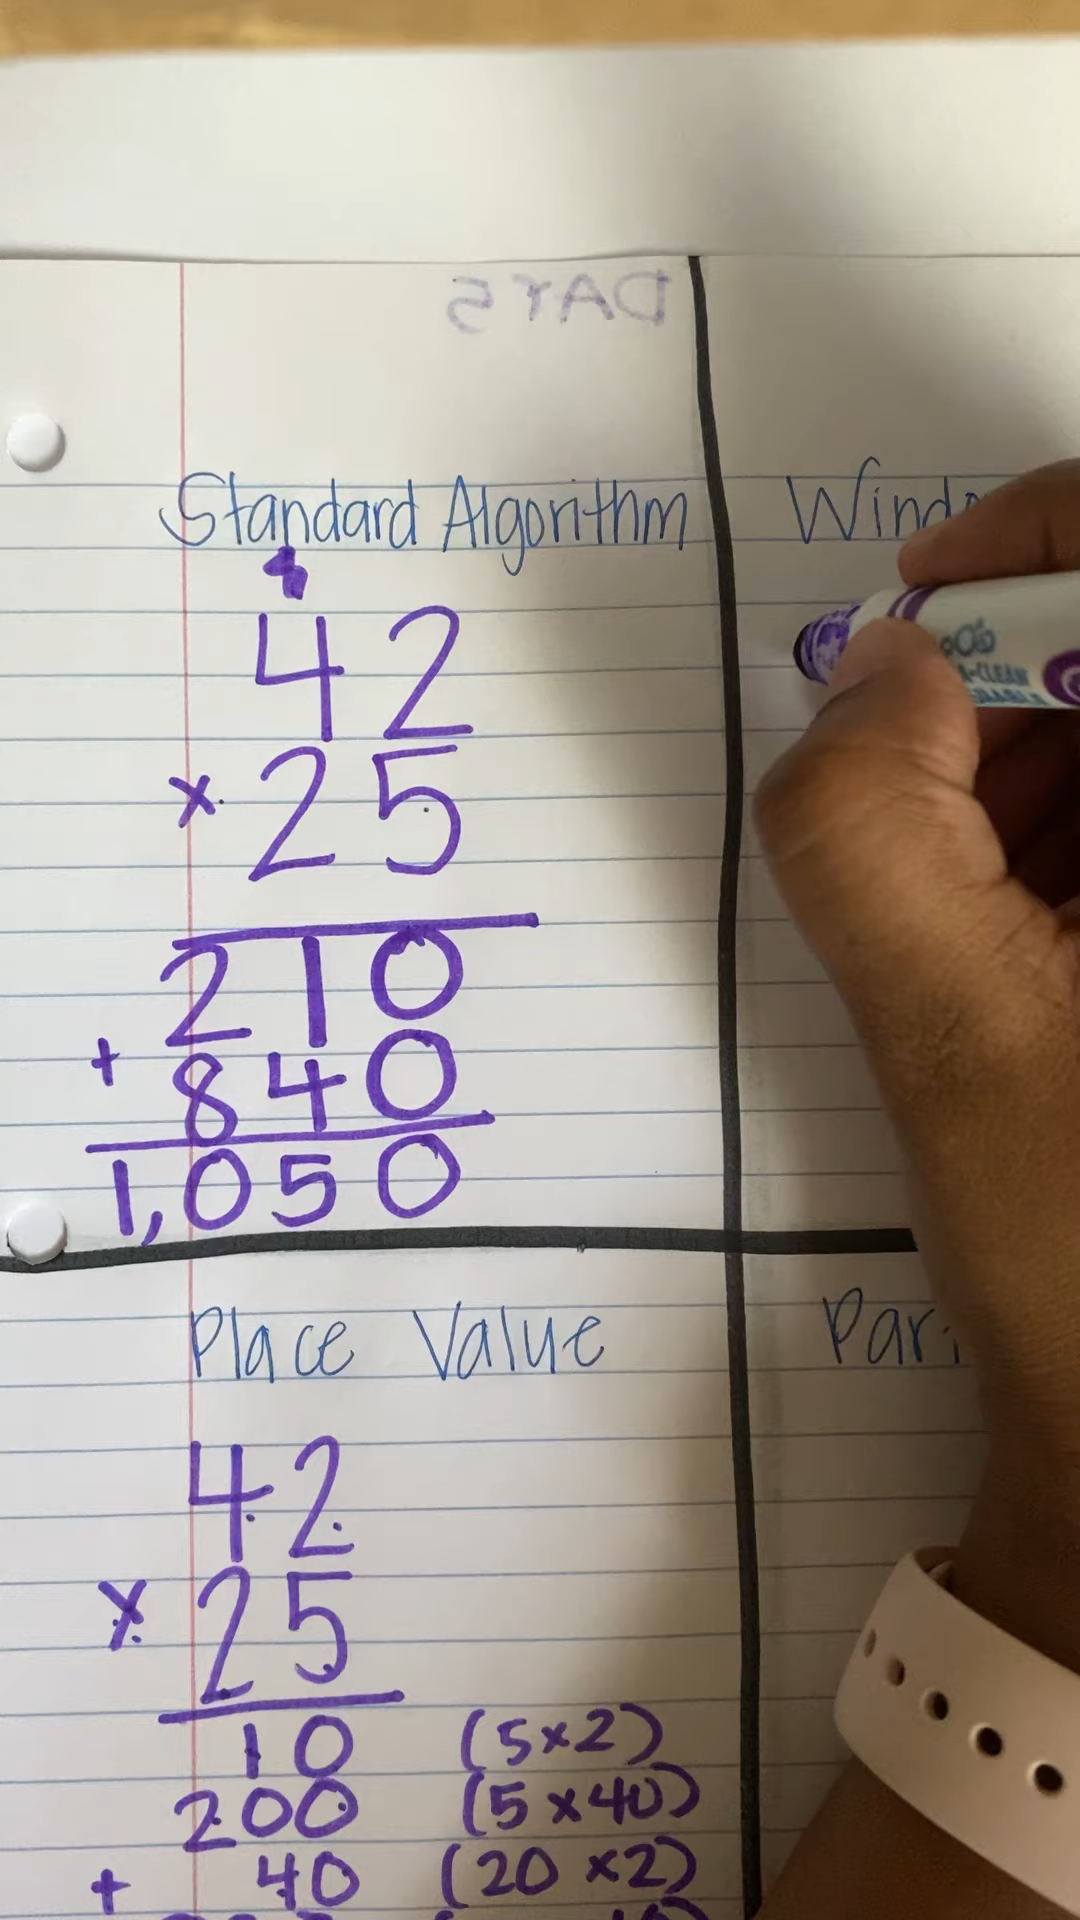 DAY 5
Standard Algorithm
42
x 25
210
+ 840
1,050
Place Value
42
x 25
10 (5x2)
200 (5x40)
+ 40 (20x2)